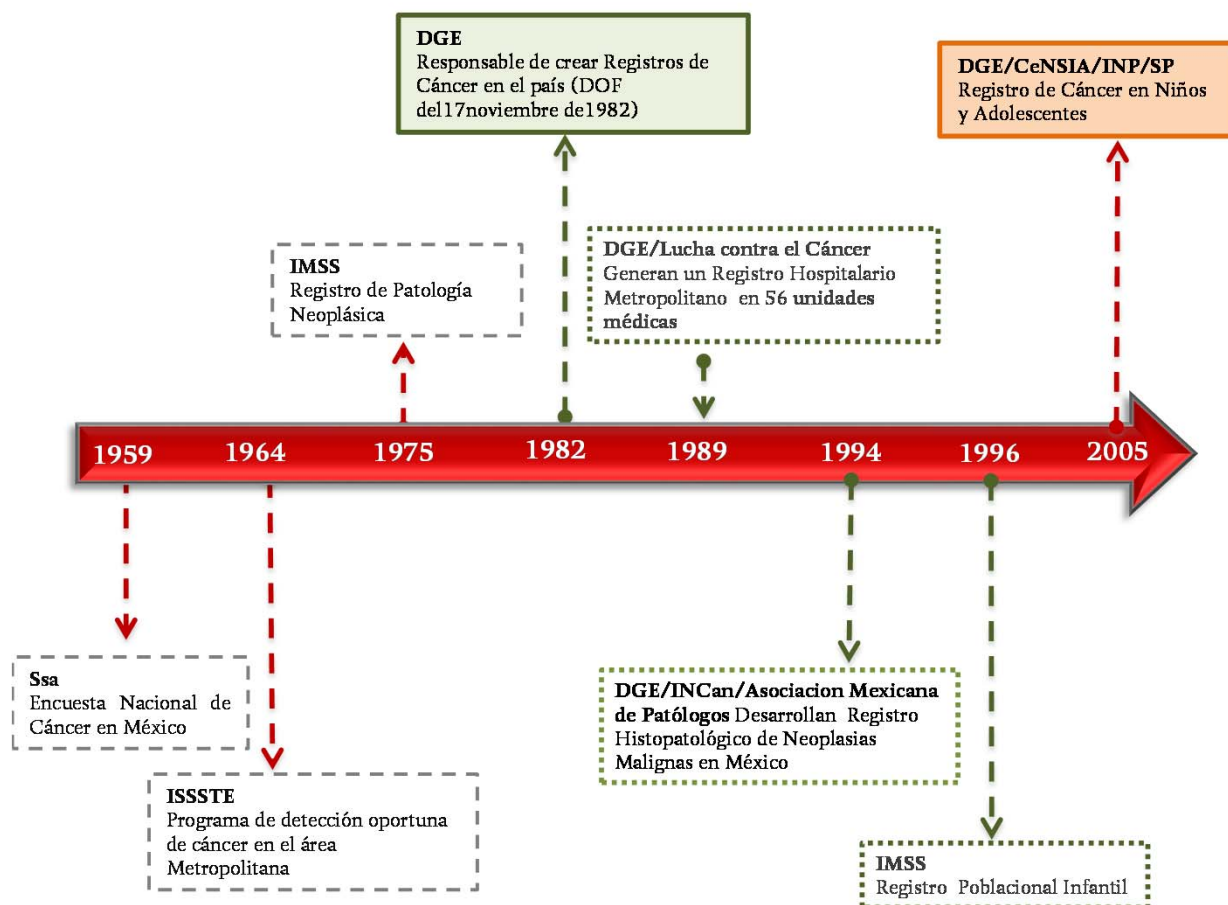 DGE
Responsable de crear Registros de
Cáncer en el país (DOF
del17noviembre de1982)
DGE/CeNSIA/INP/SP
Registro de Cáncer en Niños
y Adolescentes
IMSS
Registro de Patología
Neoplásica
DGE/Lucha contra el Cáncer
Generan un Registro Hospitalario
Metropolitano en 56 unidades
médicas
1959 1964 1975 1982 1989 1994 1996 2005
Ssa
Encuesta Nacional de
Cáncer en México
DGE/INCan/Asociacion Mexicana
de Patólogos Desarrollan Registro
Histopatológico de Neoplasias
Malignas en México
ISSSTE
Programa de detección oportuna
de cáncer en el área
Metropolitana
IMSS
Registro Poblacional Infantil